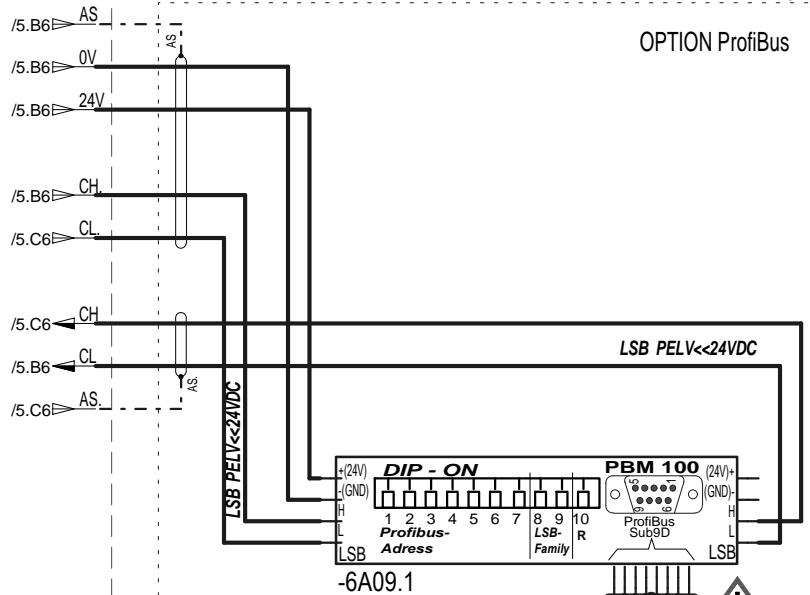 AS
/5.B6
OPTION ProfiBus
AS
0V
/5.B6
24V
/5.B6
CH.
/5.B6
CL.
/5.C6
CH
/5.C6
LSB PELV<<24VDC
CL
/5.B6
AS.
AS.
/5.C6
LSB PELV<<24VDC
+(24V) DIP - ON PBM 100 (24V)+
-(GND) 5 1 (GND)-
H 9 6 H
1 2 3 4 5 6 7 8 9 10 ProfiBus
L Profibus- LSB- R Sub9D L
LSB Adress Family LSB
-6A09.1